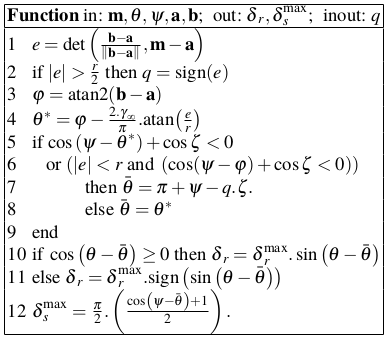 Function in: m, θ, ψ, a, b; out: δ_r, δ_s^max; inout: q
1 e = det( (b−a)/‖b−a‖, m−a )
2 if |e| > r/2 then q = sign(e)
3 φ = atan2(b−a)
4 θ* = φ − (2.γ_∞/π).atan(e/r)
5 if cos(ψ−θ*) + cos ζ < 0
6 or (|e| < r and (cos(ψ−φ) + cos ζ < 0))
7 then θ̄ = π + ψ − q.ζ.
8 else θ̄ = θ*
9 end
10 if cos(θ−θ̄) ≥ 0 then δ_r = δ_r^max. sin(θ−θ̄)
11 else δ_r = δ_r^max.sign(sin(θ−θ̄))
12 δ_s^max = π/2.( (cos(ψ−θ̄)+1)/2 ).